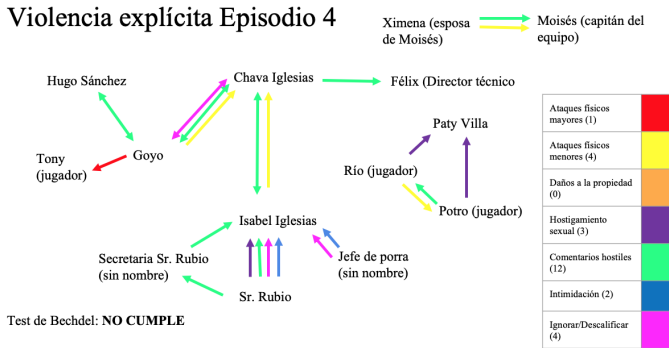 Violencia explícita Episodio 4
Ximena (esposa
de Moisés)
Moisés (capitán del
equipo)
Hugo Sánchez
Chava Iglesias
Félix (Director técnico
Paty Villa
Tony
(jugador)
Goyo
Río (jugador)
Potro (jugador)
Isabel Iglesias
Secretaria Sr. Rubio
(sin nombre)
Jefe de porra
(sin nombre)
Sr. Rubio
Test de Bechdel: NO CUMPLE
Ataques físicos
mayores (1)
Ataques físicos
menores (4)
Daños a la propiedad
(0)
Hostigamiento
sexual (3)
Comentarios hostiles
(12)
Intimidación (2)
Ignorar/Descalificar
(4)